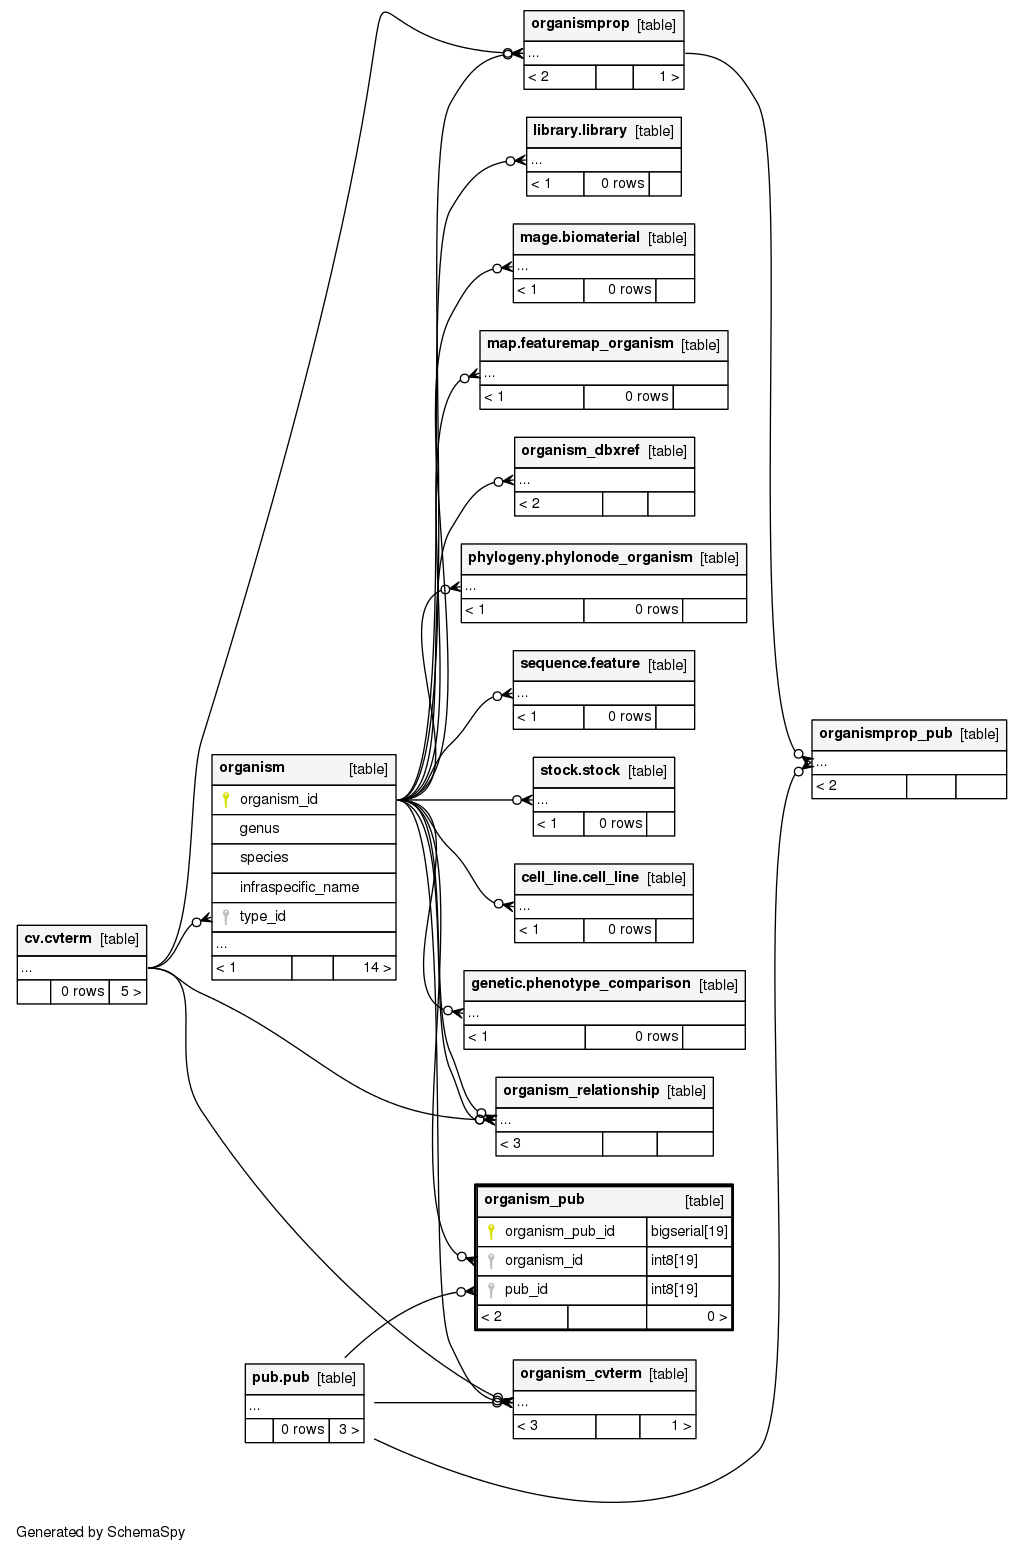 organismprop [table]
...
< 2 1 >
library.library [table]
...
< 1 0 rows
mage.biomaterial [table]
...
< 1 0 rows
map.featuremap_organism [table]
...
< 1 0 rows
organism_dbxref [table]
...
< 2
phylogeny.phylonode_organism [table]
...
< 1 0 rows
sequence.feature [table]
...
< 1 0 rows
organismprop_pub [table]
...
< 2
organism [table]
organism_id
genus
species
infraspecific_name
type_id
...
< 1 14 >
stock.stock [table]
...
< 1 0 rows
cell_line.cell_line [table]
...
< 1 0 rows
cv.cvterm [table]
...
0 rows 5 >
genetic.phenotype_comparison [table]
...
< 1 0 rows
organism_relationship [table]
...
< 3
organism_pub [table]
organism_pub_id bigserial[19]
organism_id int8[19]
pub_id int8[19]
< 2 0 >
pub.pub [table]
...
0 rows 3 >
organism_cvterm [table]
...
< 3 1 >
Generated by SchemaSpy